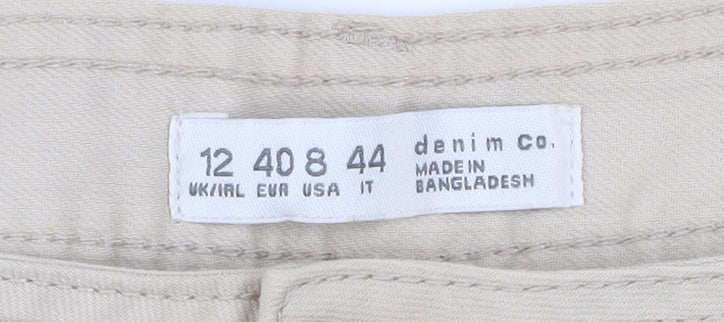 12 40 8 44
UK/IRL EUR USA IT
denim Co.
MADE IN
BANGLADESH